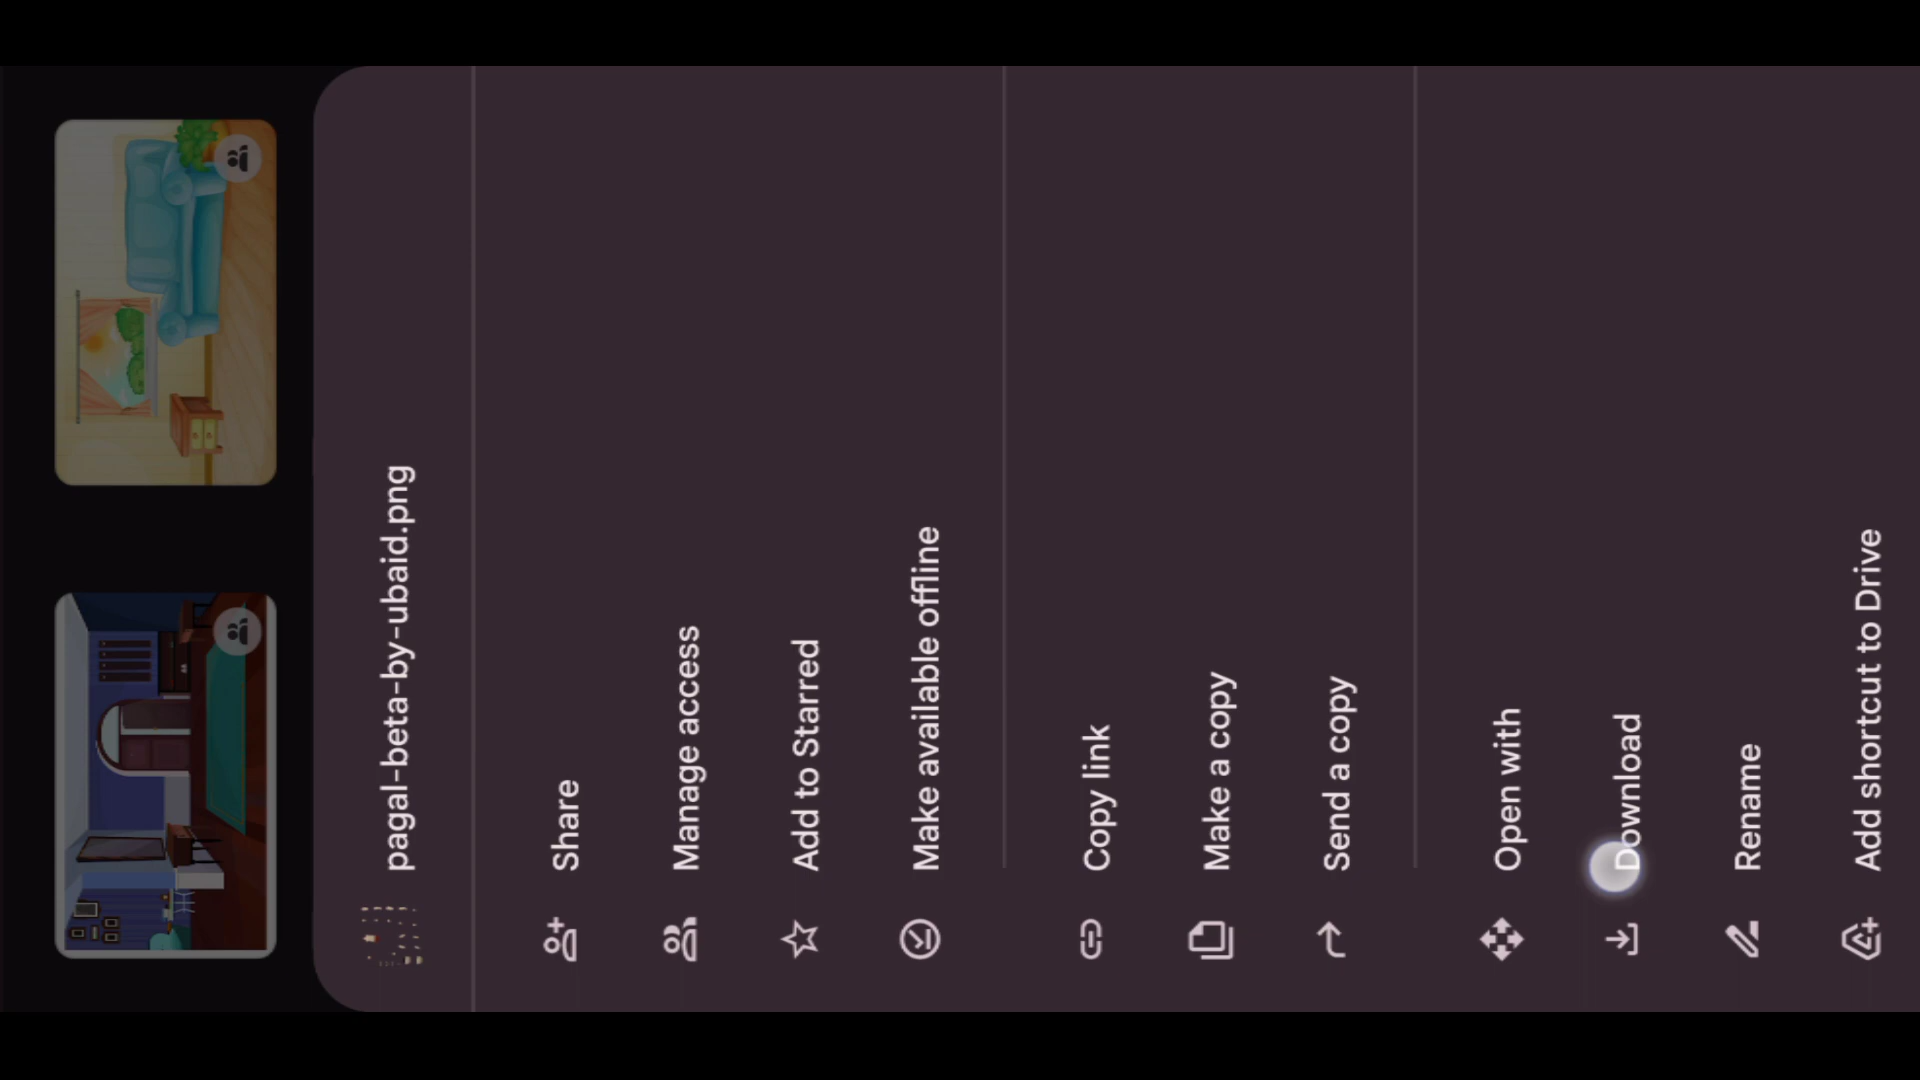 pagal-beta-by-ubaid.png
Share
Manage access
Add to Starred
Make available offline
Copy link
Make a copy
Send a copy
Open with
Download
Rename
Add shortcut to Drive